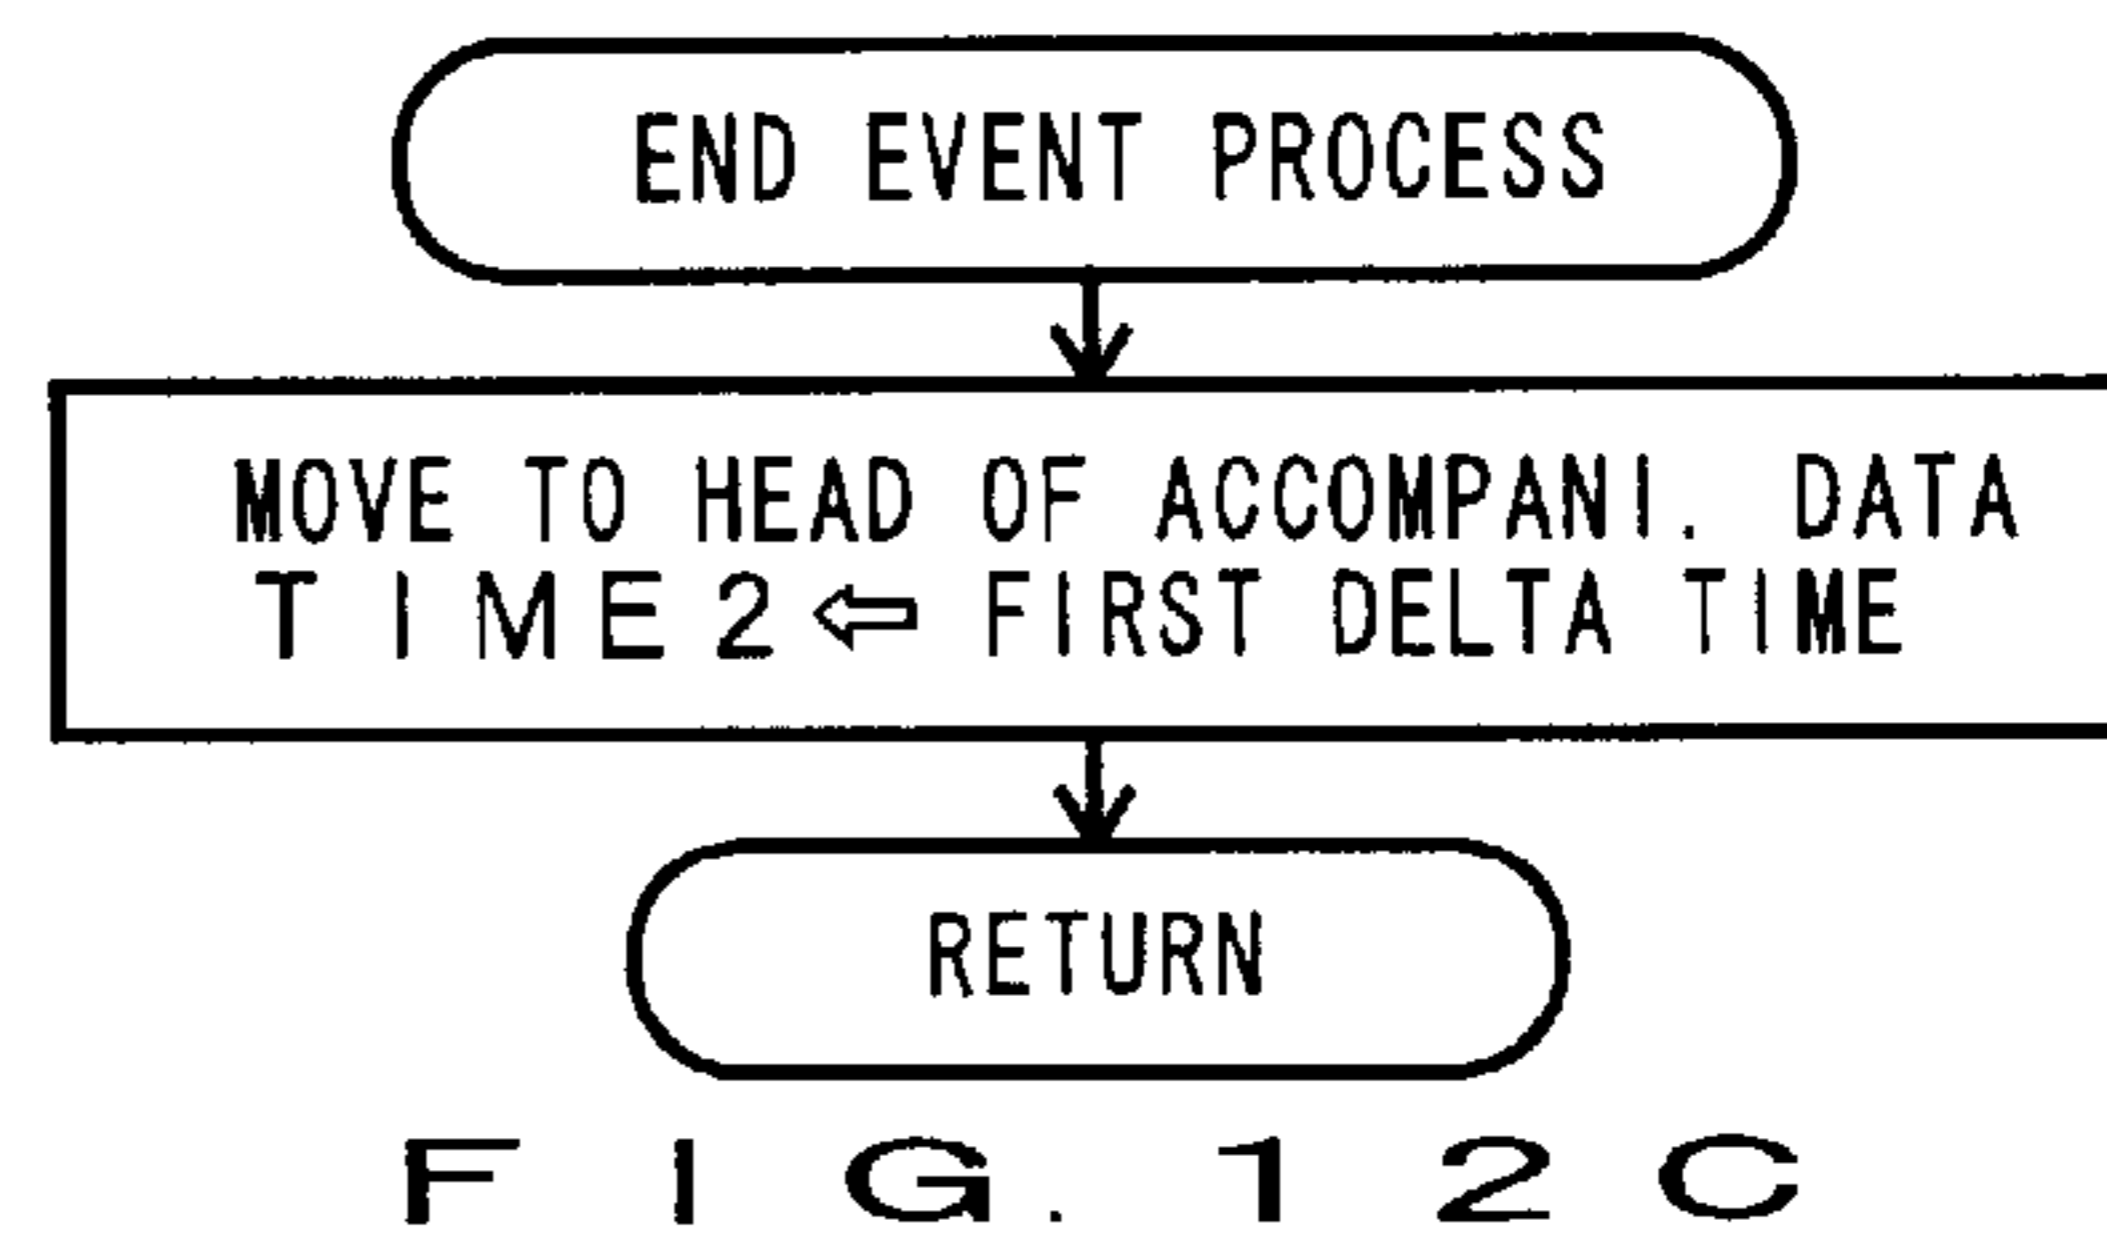 END EVENT PROCESS
MOVE TO HEAD OF ACCOMPANI. DATA
TIME2⇦ FIRST DELTA TIME
RETURN
FIG. 12C